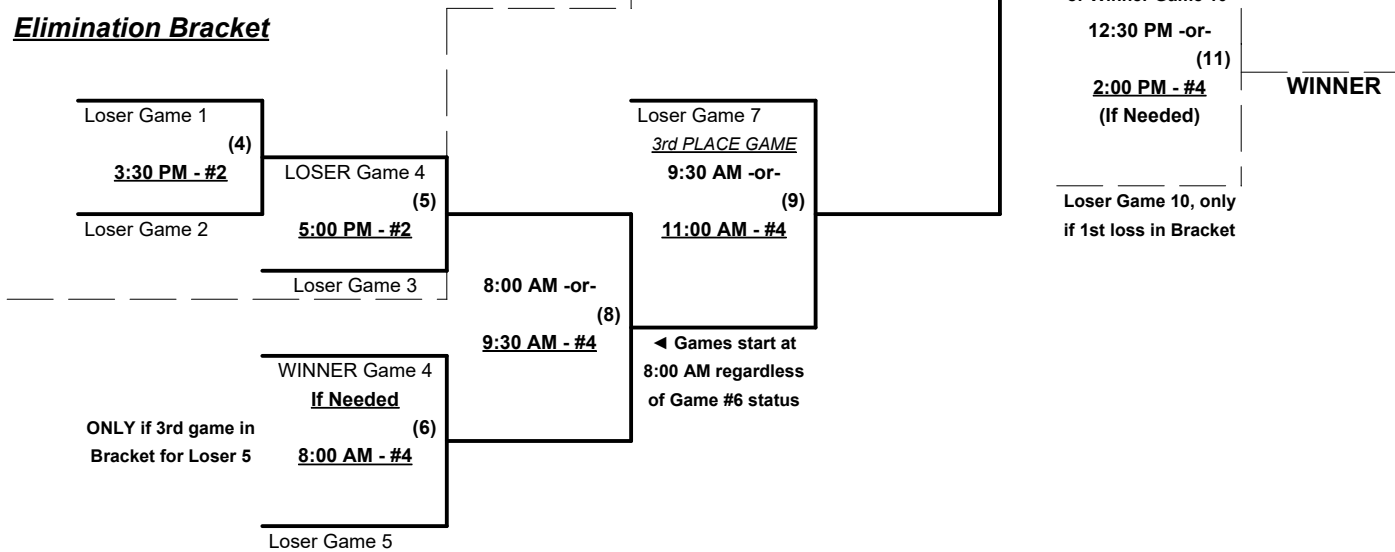 Elimination Bracket
12:30 PM -or-
(11)
2:00 PM - #4
(If Needed)
WINNER
Loser Game 10, only
if 1st loss in Bracket
Loser Game 1
(4)
3:30 PM - #2
Loser Game 2
LOSER Game 4
(5)
5:00 PM - #2
Loser Game 3
Loser Game 7
3rd PLACE GAME
9:30 AM -or-
(9)
11:00 AM - #4
8:00 AM -or-
(8)
9:30 AM - #4
◄ Games start at
8:00 AM regardless
of Game #6 status
WINNER Game 4
If Needed
(6)
8:00 AM - #4
ONLY if 3rd game in
Bracket for Loser 5
Loser Game 5